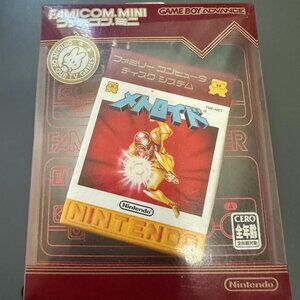 FAMICOM MINI
ファミコンミニ
GAME BOY ADVANCE
ファミリー コンピュータ
ディスク システム
FMC-MET
メトロイド
Nintendo
NINTENDO
CERO
全年齢
Nintendo